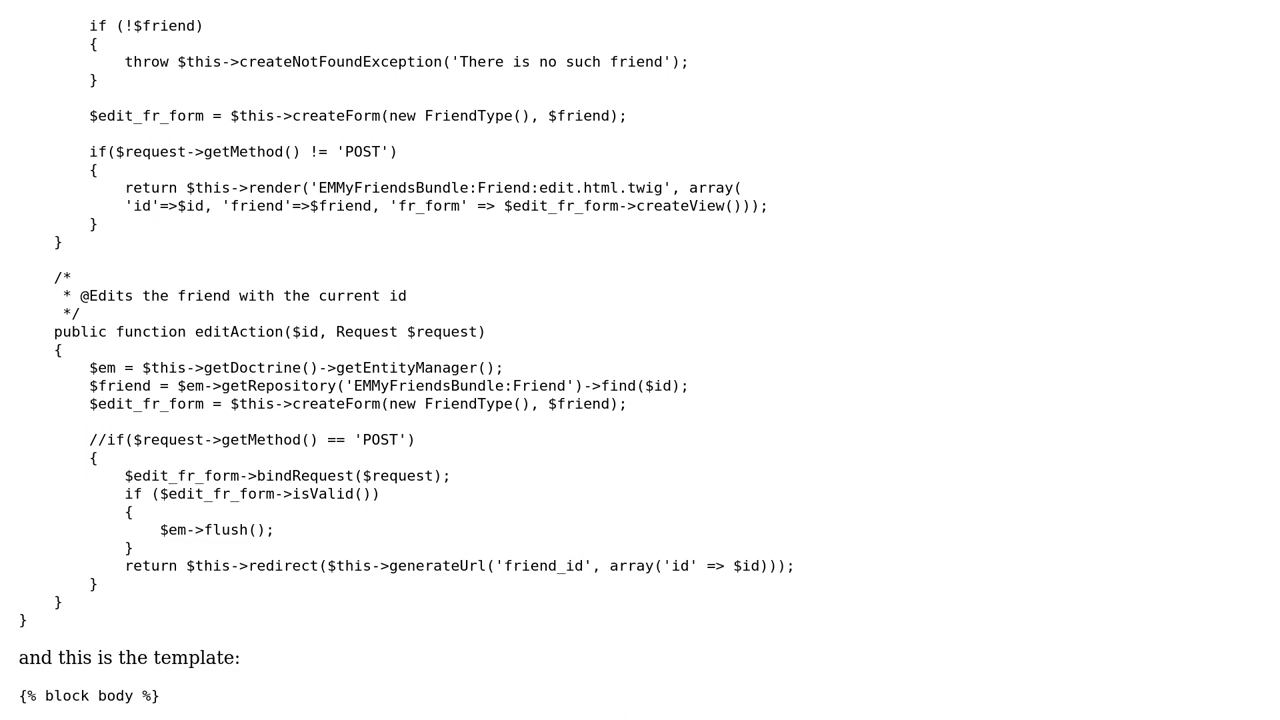 if (!$friend)
{
throw $this->createNotFoundException('There is no such friend');
}
$edit_fr_form = $this->createForm(new FriendType(), $friend);
if($request->getMethod() != 'POST')
{
return $this->render('EMMyFriendsBundle:Friend:edit.html.twig', array(
'id'=>$id, 'friend'=>$friend, 'fr_form' => $edit_fr_form->createView()));
}
}
/*
* @Edits the friend with the current id
*/
public function editAction($id, Request $request)
{
$em = $this->getDoctrine()->getEntityManager();
$friend = $em->getRepository('EMMyFriendsBundle:Friend')->find($id);
$edit_fr_form = $this->createForm(new FriendType(), $friend);
//if($request->getMethod() == 'POST')
{
$edit_fr_form->bindRequest($request);
if ($edit_fr_form->isValid())
{
$em->flush();
}
return $this->redirect($this->generateUrl('friend_id', array('id' => $id)));
}
}
}
and this is the template:
{% block body %}